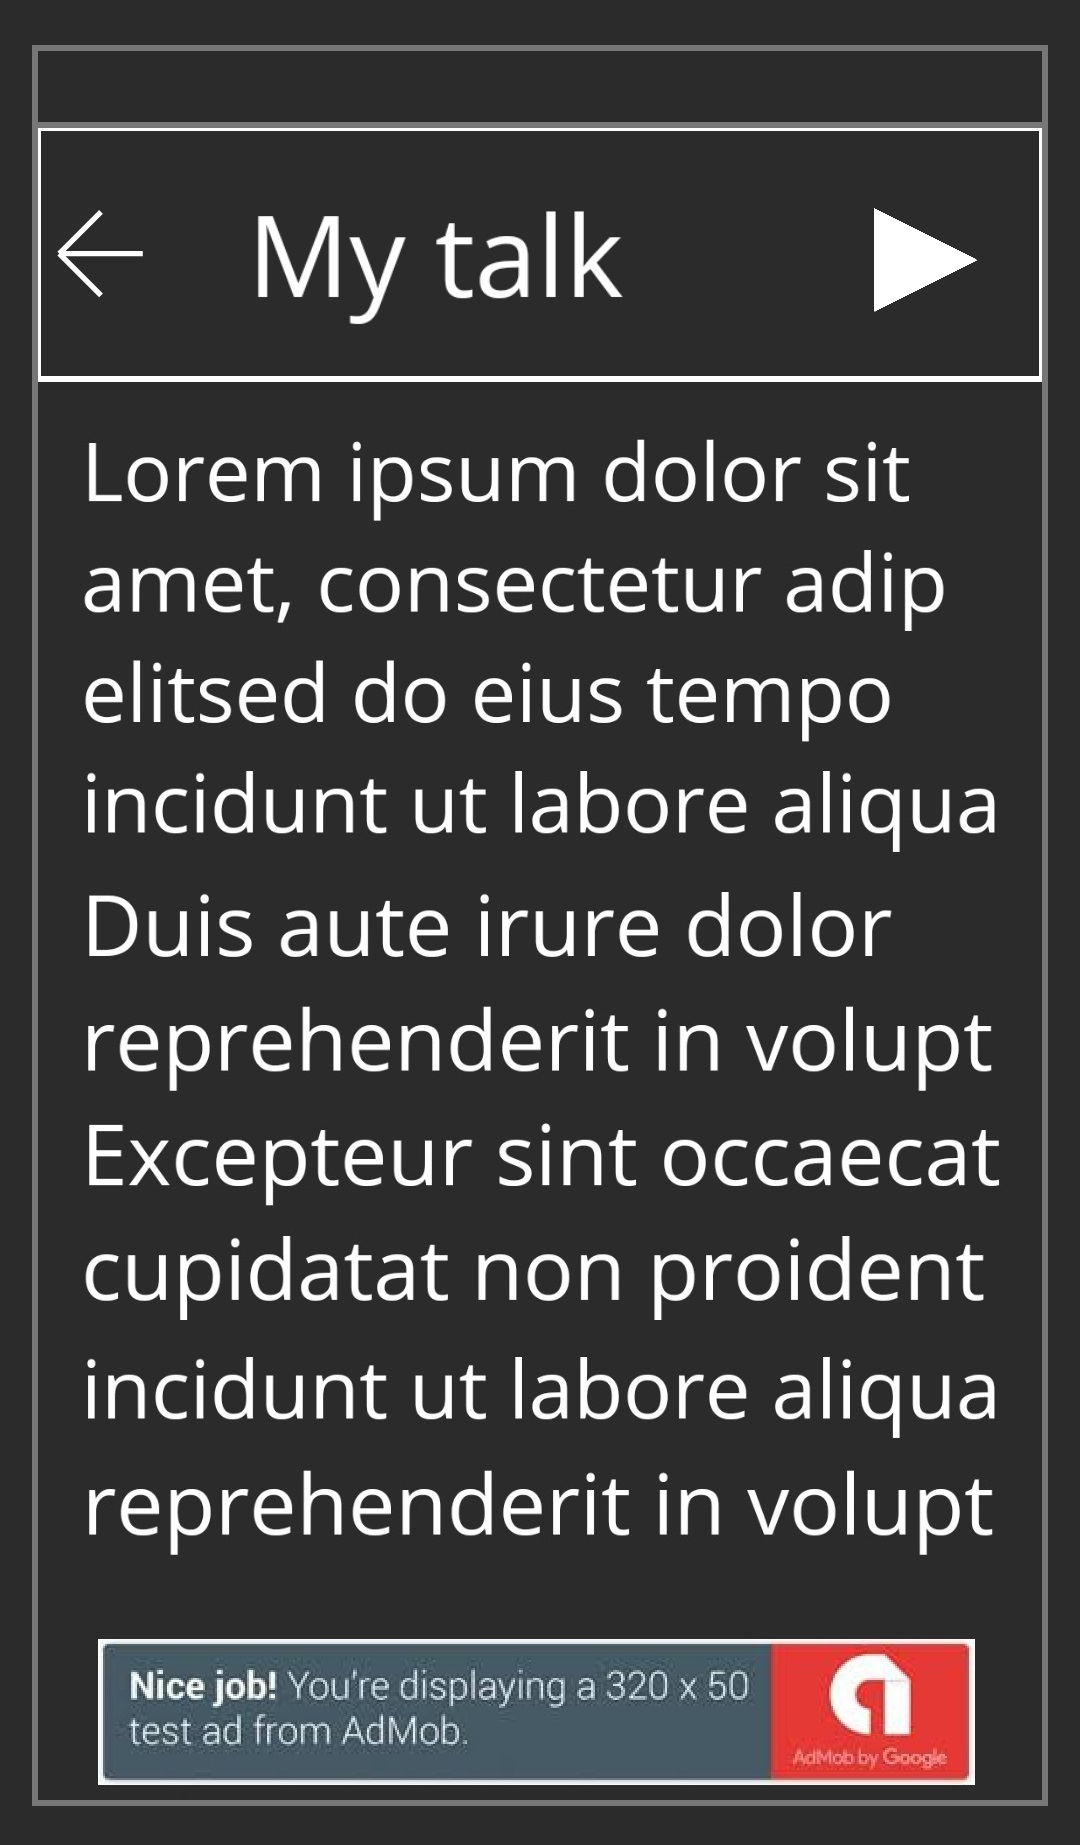 My talk
Lorem ipsum dolor sit
amet, consectetur adip
elitsed do eius tempo
incidunt ut labore aliqua
Duis aute irure dolor
reprehenderit in volupt
Excepteur sint occaecat
cupidatat non proident
incidunt ut labore aliqua
reprehenderit in volupt
Nice job! You're displaying a 320 x 50
test ad from AdMob.
AdMob by Google